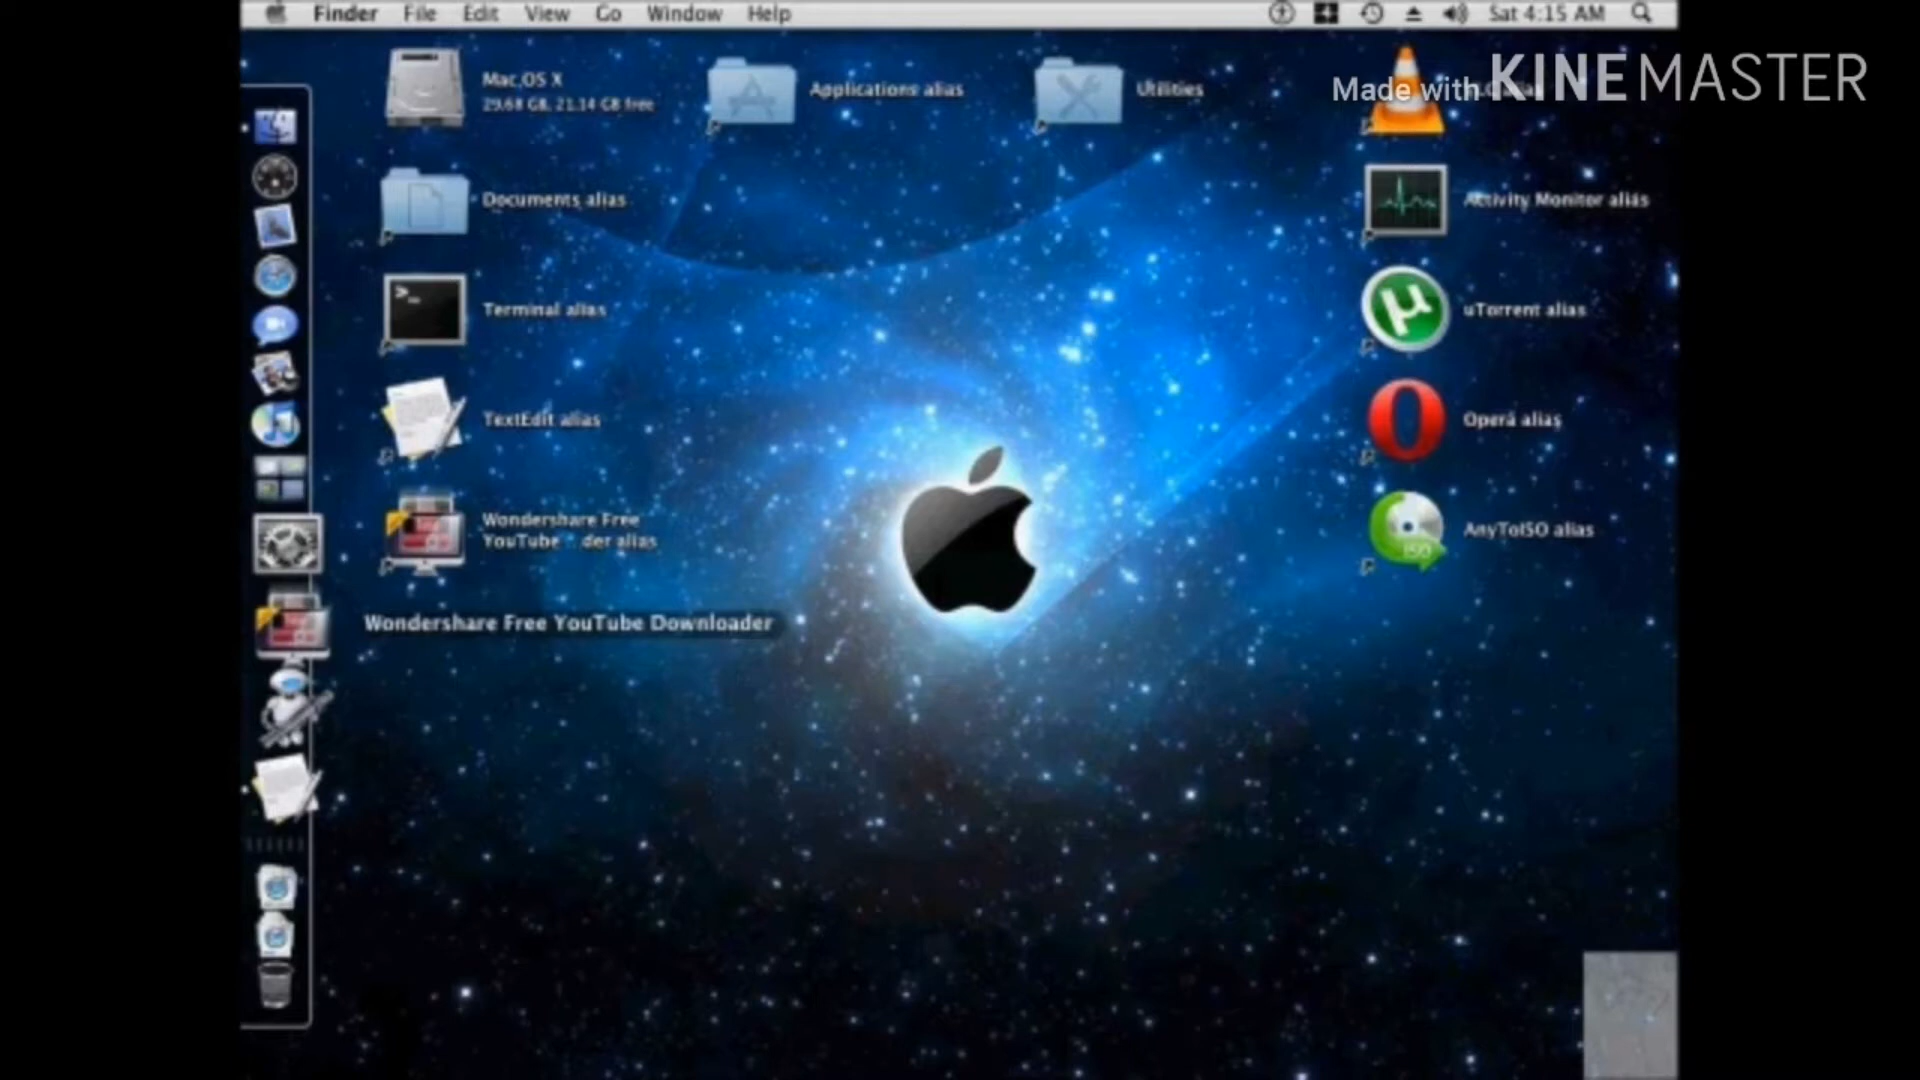 Finder File Edit View Go Window Help Sat 4:15 AM
Made with KINEMASTER
Mac OS X
29.68 GB, 21.14 GB free
Applications alias
Utilities
Documents alias
Activity Monitor alias
>_
Terminal alias
µ
uTorrent alias
TextEdit alias
Opera alias
Wondershare Free
YouTube...der alias
ISO
AnyToISO alias
Wondershare Free YouTube Downloader